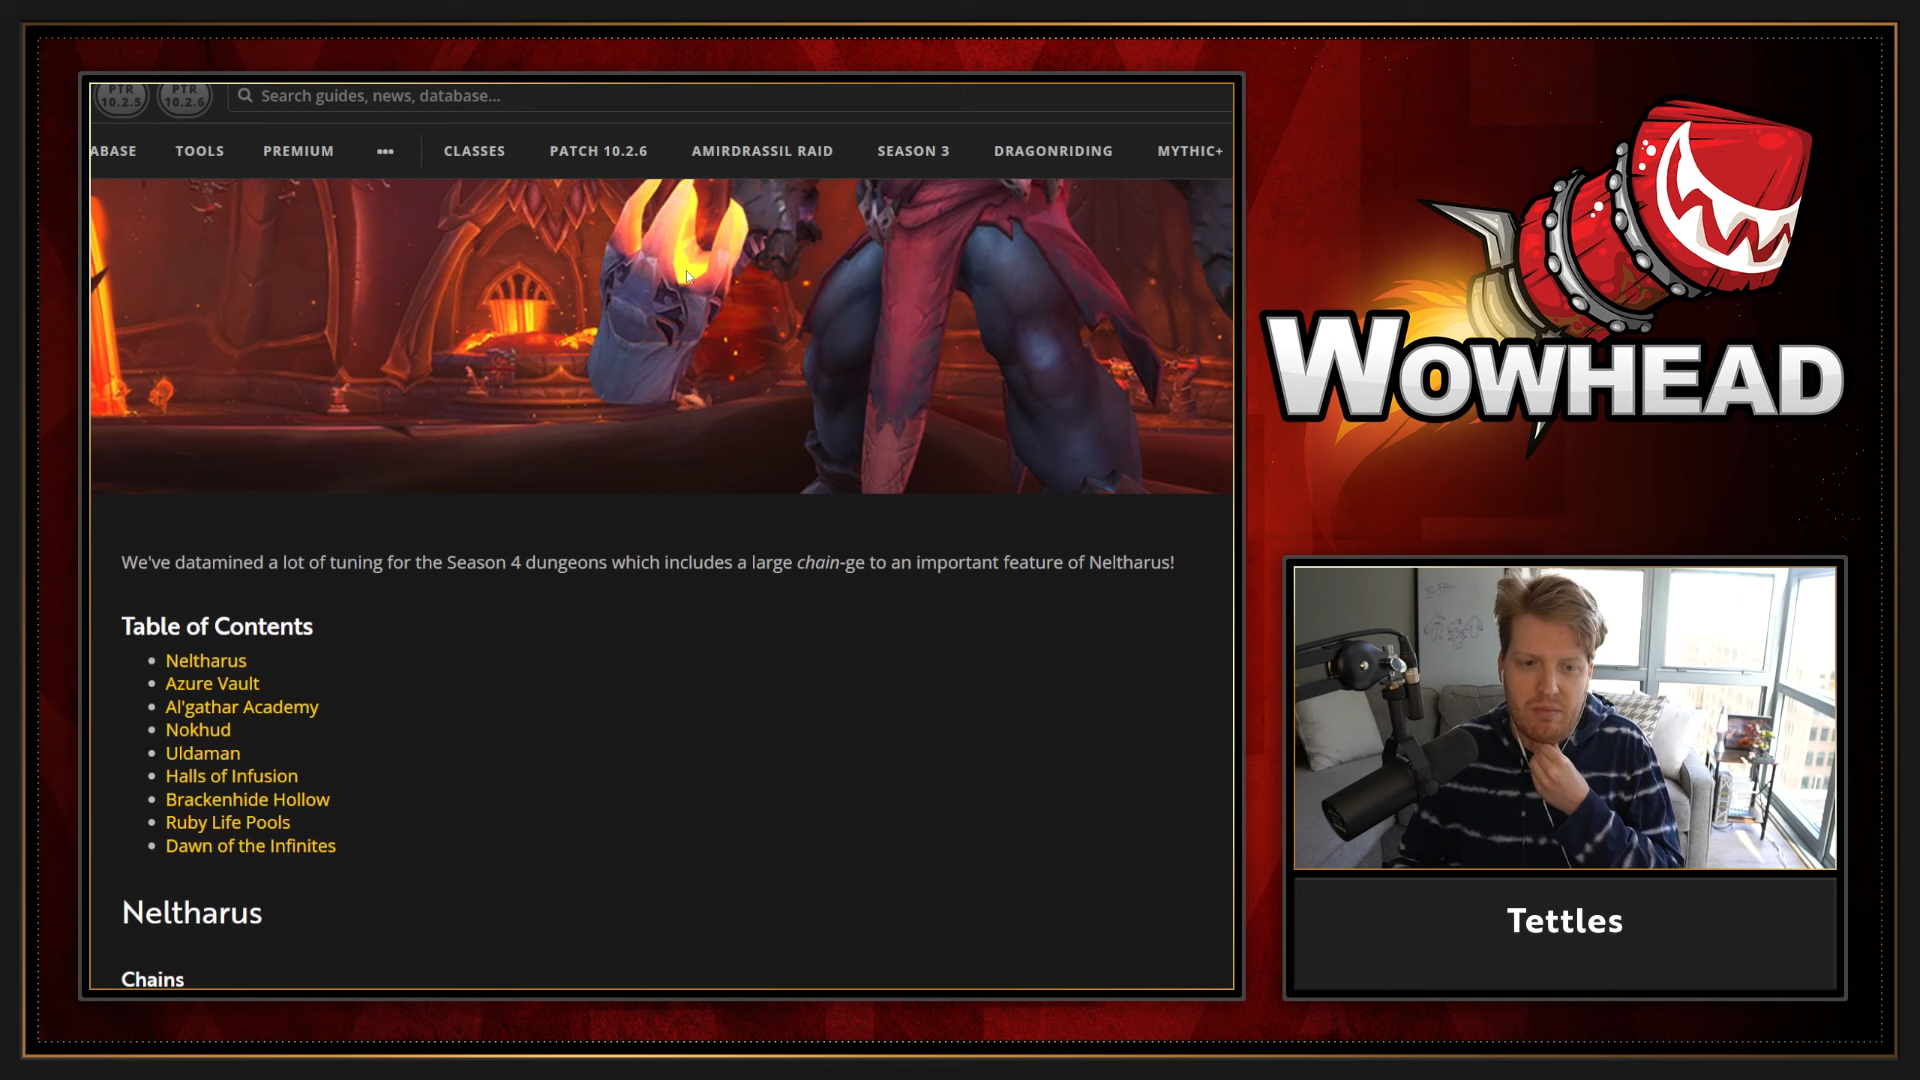 PTR
10.2.5
PTR
10.2.6
Search guides, news, database...
ABASE TOOLS PREMIUM ••• CLASSES PATCH 10.2.6 AMIRDRASSIL RAID SEASON 3 DRAGONRIDING MYTHIC+
We've datamined a lot of tuning for the Season 4 dungeons which includes a large chain-ge to an important feature of Neltharus!
Table of Contents
• Neltharus
• Azure Vault
• Al'gathar Academy
• Nokhud
• Uldaman
• Halls of Infusion
• Brackenhide Hollow
• Ruby Life Pools
• Dawn of the Infinites
Neltharus
Chains
WOWHEAD
Tettles